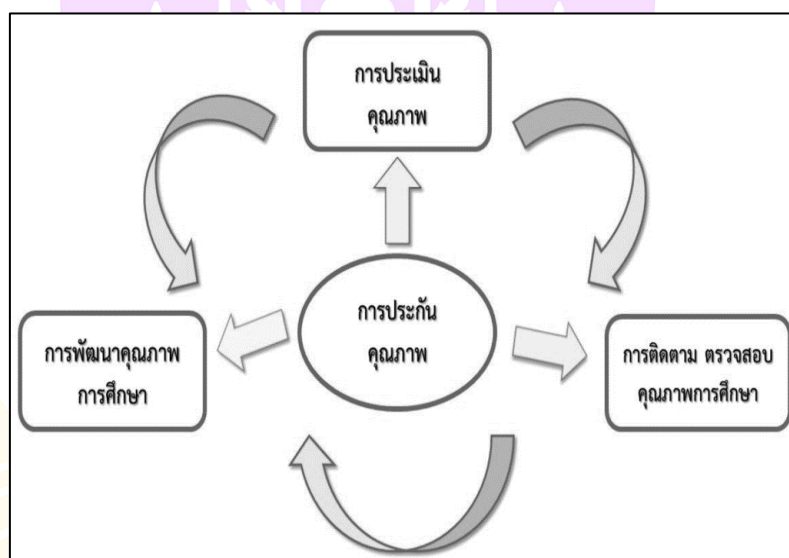 การประเมิน
คุณภาพ
การประกัน
คุณภาพ
การพัฒนาคุณภาพ
การศึกษา
การติดตาม ตรวจสอบ
คุณภาพการศึกษา